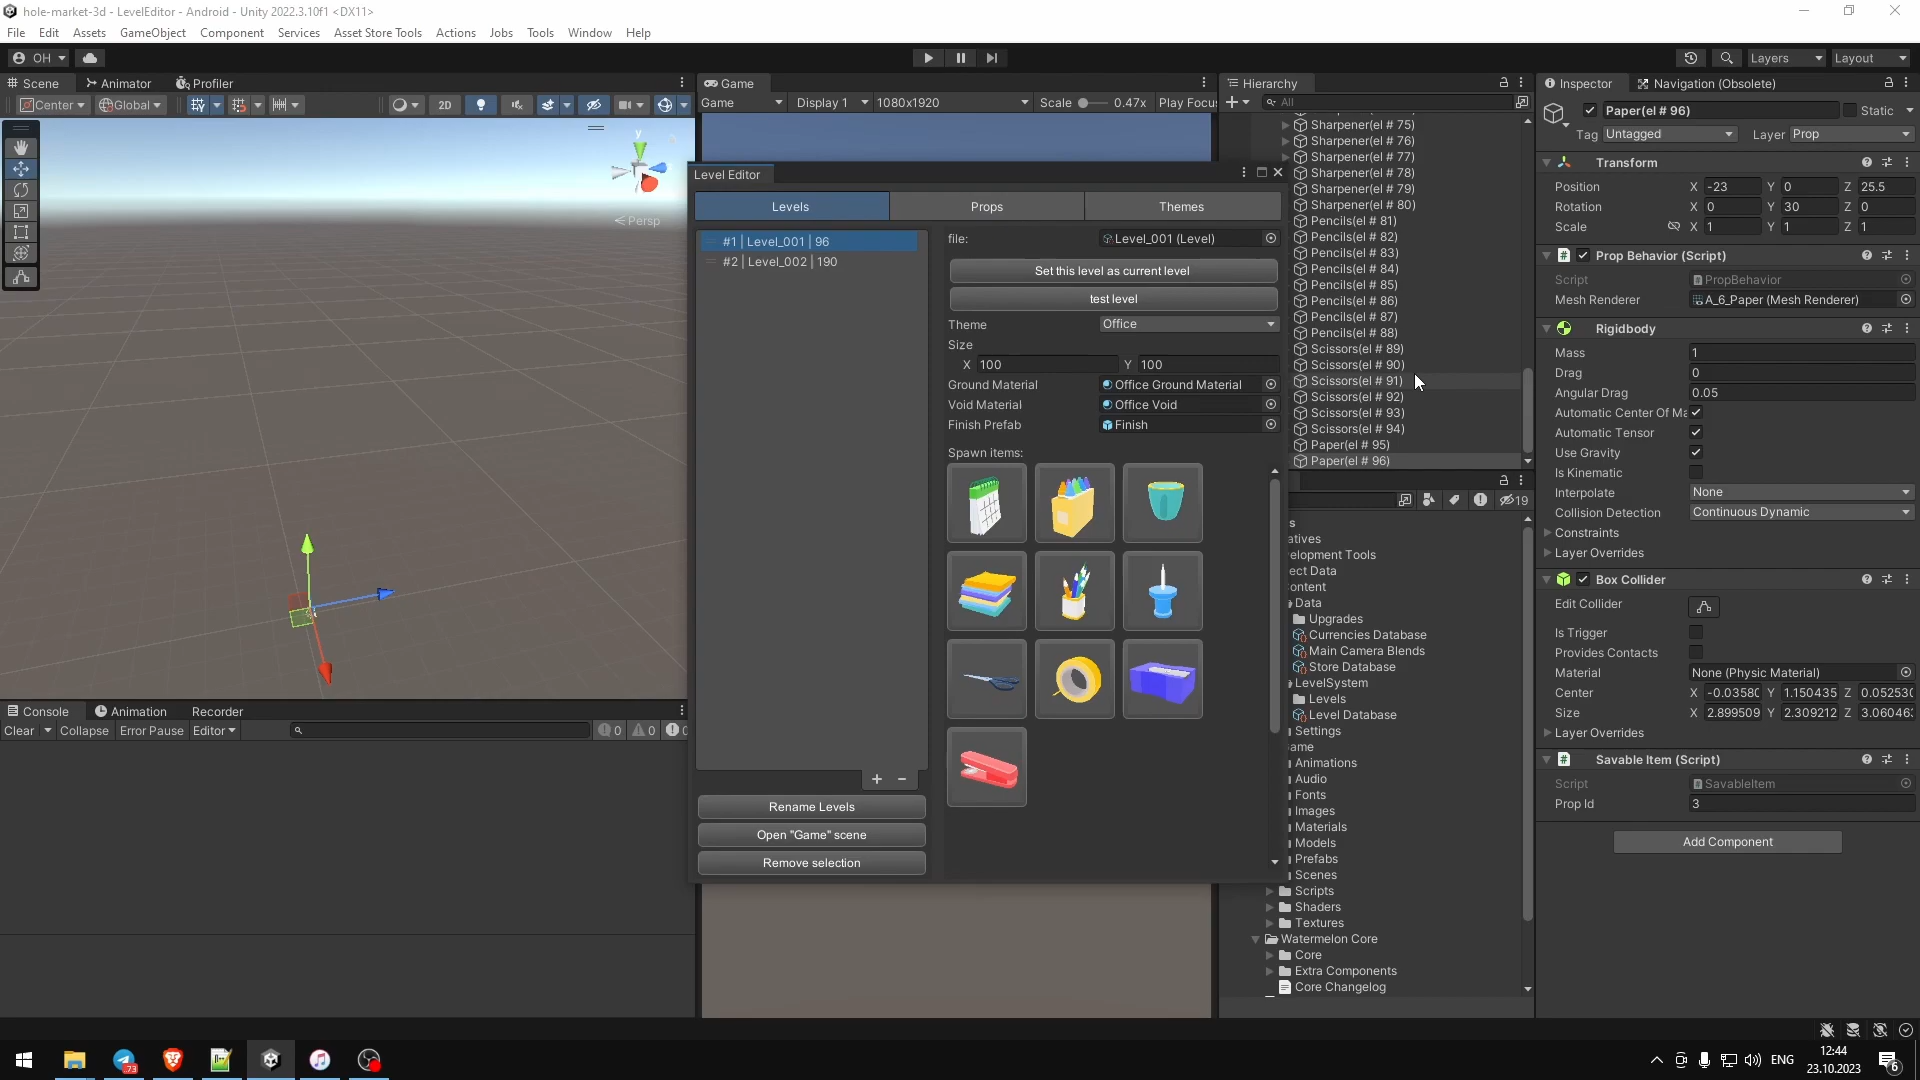 hole-market-3d - LevelEditor - Android - Unity 2022.3.10f1 <DX11>
File Edit Assets GameObject Component Services Asset Store Tools Actions Jobs Tools Window Help
OH
Layers
Layout
Scene
Animator
Profiler
Center
Global
2D
y
Persp
Game
Game
Display 1
1080x1920
Scale
0.47x
Play Focus
Level Editor
Levels
Props
Themes
#1 | Level_001 | 96
#2 | Level_002 | 190
file:
Level_001 (Level)
Set this level as current level
test level
Theme
Office
Size
X 100
Y 100
Ground Material
Office Ground Material
Void Material
Office Void
Finish Prefab
Finish
Spawn items:
Rename Levels
Open "Game" scene
Remove selection
Hierarchy
All
Sharpener(el # 75)
Sharpener(el # 76)
Sharpener(el # 77)
Sharpener(el # 78)
Sharpener(el # 79)
Sharpener(el # 80)
Pencils(el # 81)
Pencils(el # 82)
Pencils(el # 83)
Pencils(el # 84)
Pencils(el # 85)
Pencils(el # 86)
Pencils(el # 87)
Pencils(el # 88)
Scissors(el # 89)
Scissors(el # 90)
Scissors(el # 91)
Scissors(el # 92)
Scissors(el # 93)
Scissors(el # 94)
Paper(el # 95)
Paper(el # 96)
19
s
atives
elopment Tools
ect Data
ontent
Data
Upgrades
Currencies Database
Main Camera Blends
Store Database
LevelSystem
Levels
Level Database
Settings
ame
Animations
Audio
Fonts
Images
Materials
Models
Prefabs
Scenes
Scripts
Shaders
Textures
Watermelon Core
Core
Extra Components
Core Changelog
Inspector
Navigation (Obsolete)
Paper(el # 96)
Static
Tag Untagged
Layer Prop
Transform
Position X -23 Y 0 Z 25.5
Rotation X 0 Y 30 Z 0
Scale X 1 Y 1 Z 1
Prop Behavior (Script)
Script PropBehavior
Mesh Renderer A_6_Paper (Mesh Renderer)
Rigidbody
Mass 1
Drag 0
Angular Drag 0.05
Automatic Center Of Ma
Automatic Tensor
Use Gravity
Is Kinematic
Interpolate None
Collision Detection Continuous Dynamic
Constraints
Layer Overrides
Box Collider
Edit Collider
Is Trigger
Provides Contacts
Material None (Physic Material)
Center X -0.0358( Y 1.150435 Z 0.05253(
Size X 2.899509 Y 2.309212 Z 3.06046:
Layer Overrides
Savable Item (Script)
Script SavableItem
Prop Id 3
Add Component
Console
Animation
Recorder
Clear
Collapse
Error Pause
Editor
0
0
0
73
ENG
12:44
23.10.2023
6